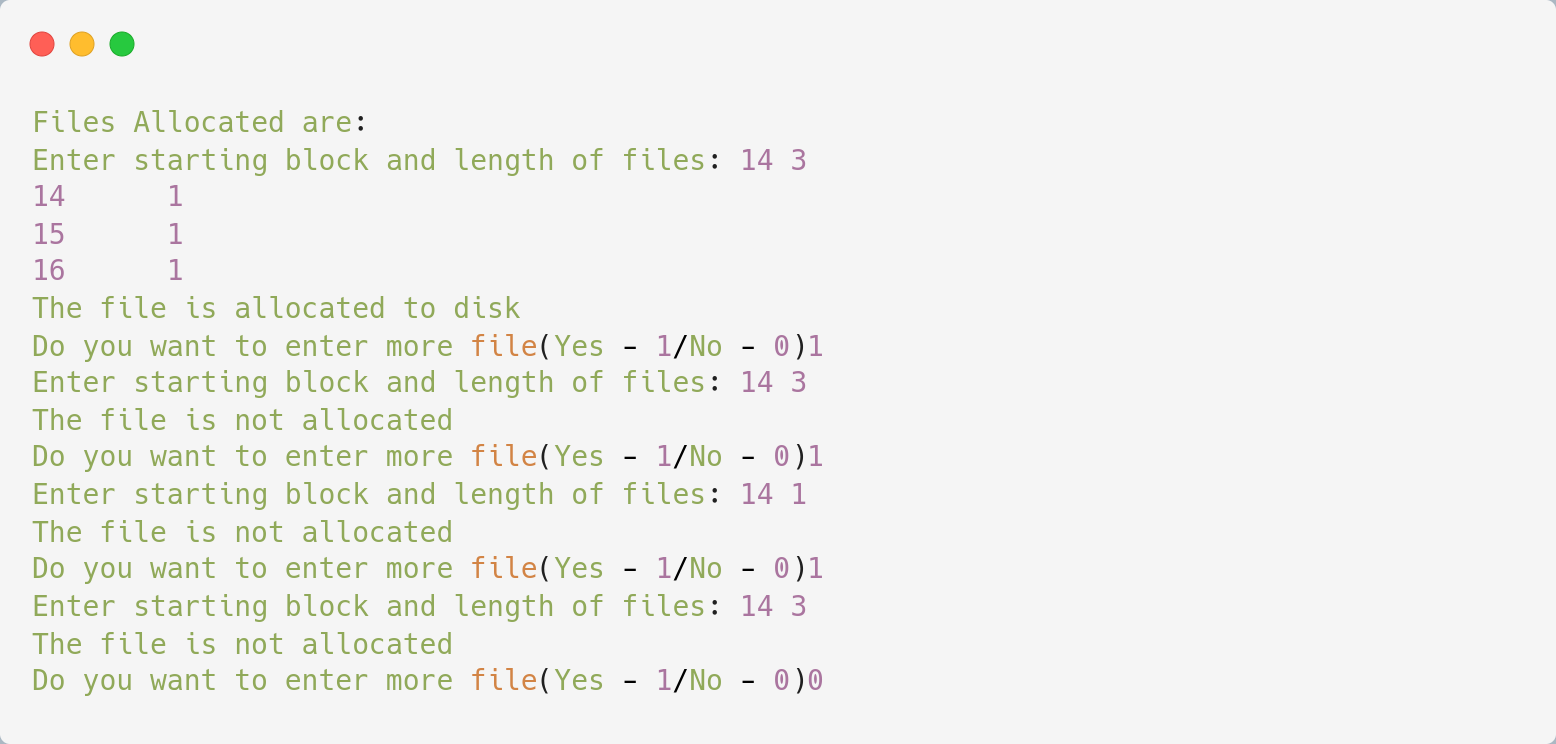 Files Allocated are:
Enter starting block and length of files: 14 3
14      1
15      1
16      1
The file is allocated to disk
Do you want to enter more file(Yes - 1/No - 0)1
Enter starting block and length of files: 14 3
The file is not allocated
Do you want to enter more file(Yes - 1/No - 0)1
Enter starting block and length of files: 14 1
The file is not allocated
Do you want to enter more file(Yes - 1/No - 0)1
Enter starting block and length of files: 14 3
The file is not allocated
Do you want to enter more file(Yes - 1/No - 0)0